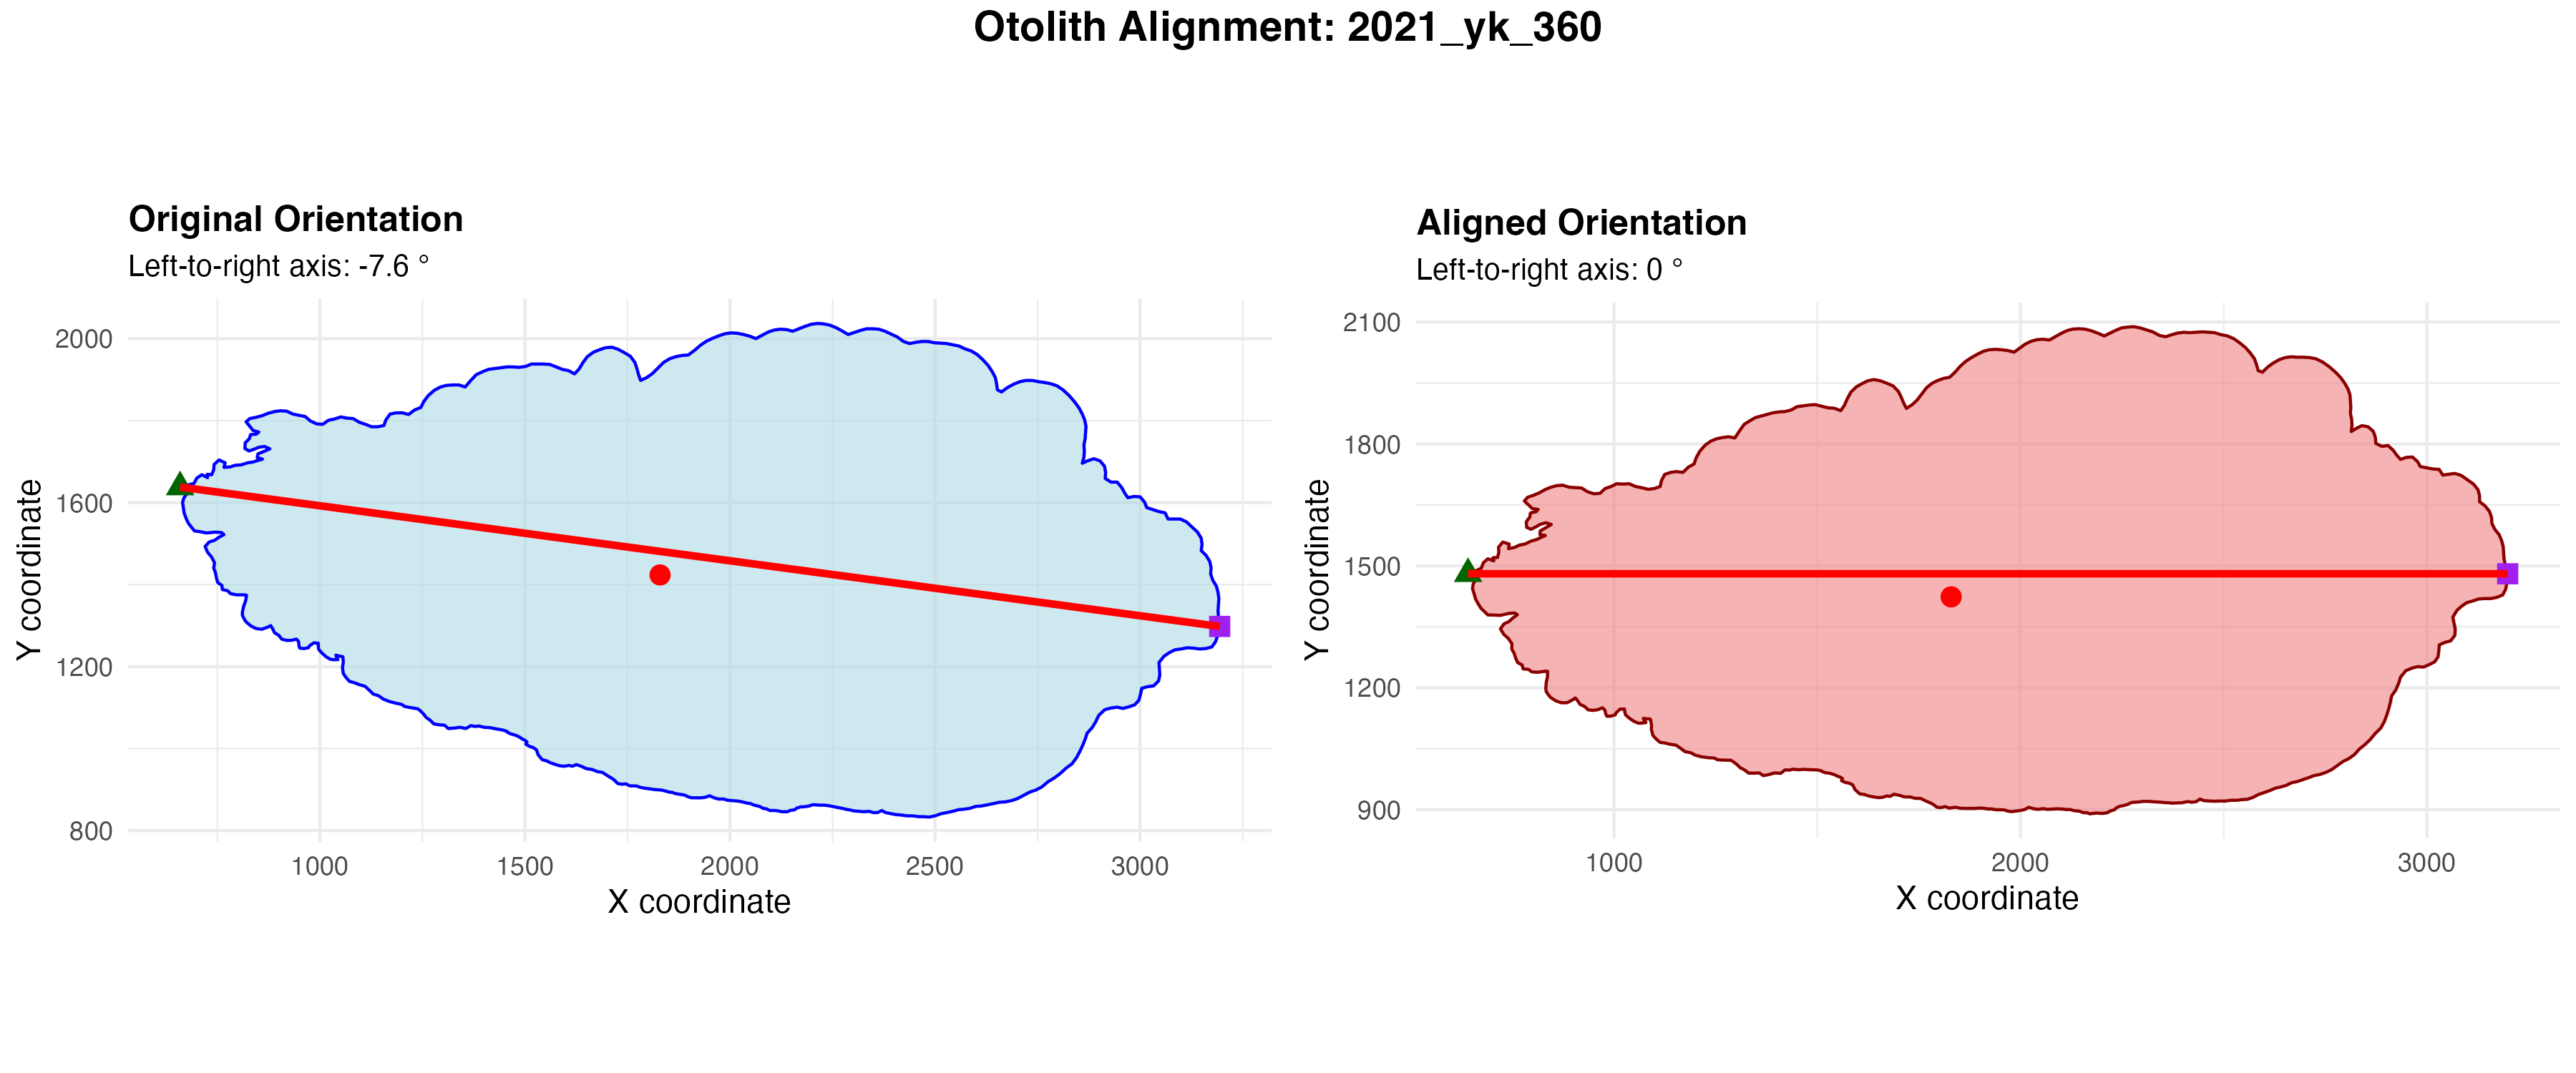 Otolith Alignment: 2021_yk_360
Original Orientation
Left-to-right axis: -7.6 °
2000
1600
1200
800
Y coordinate
1000 1500 2000 2500 3000
X coordinate
Aligned Orientation
Left-to-right axis: 0 °
2100
1800
1500
1200
900
Y coordinate
1000 2000 3000
X coordinate